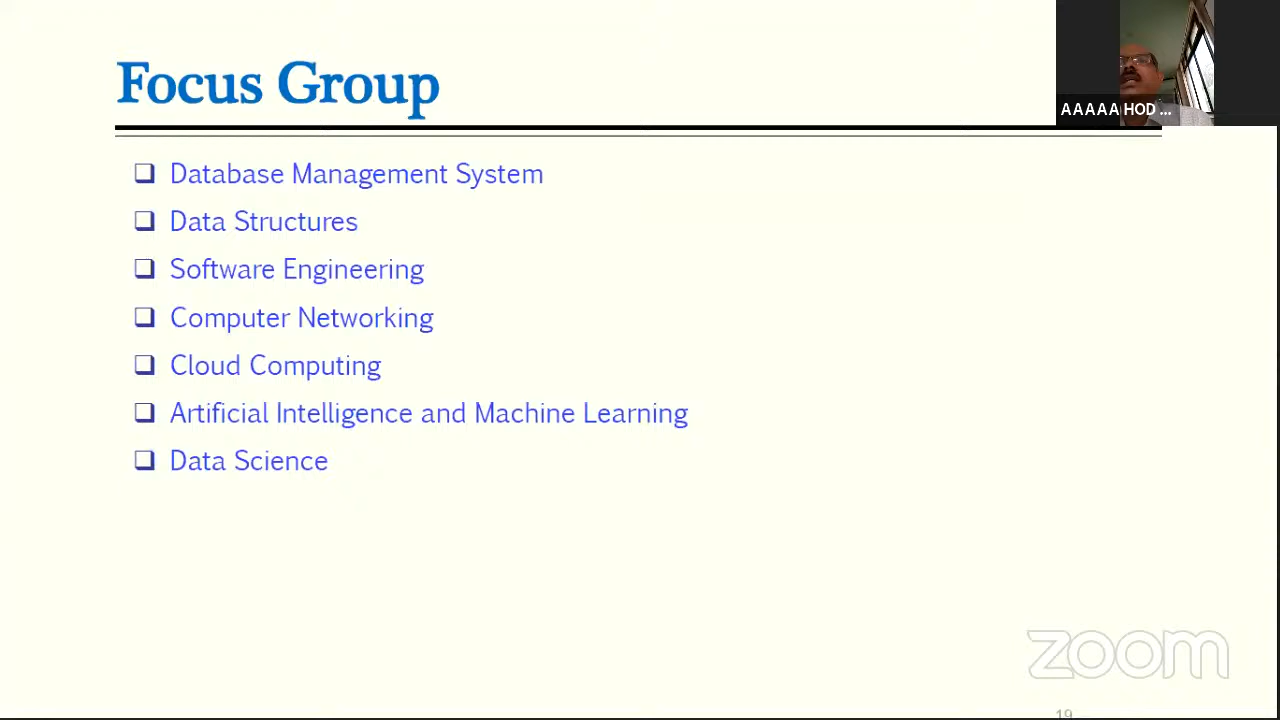 Focus Group
AAAAA HOD ...
❑ Database Management System
❑ Data Structures
❑ Software Engineering
❑ Computer Networking
❑ Cloud Computing
❑ Artificial Intelligence and Machine Learning
❑ Data Science
zoom
19